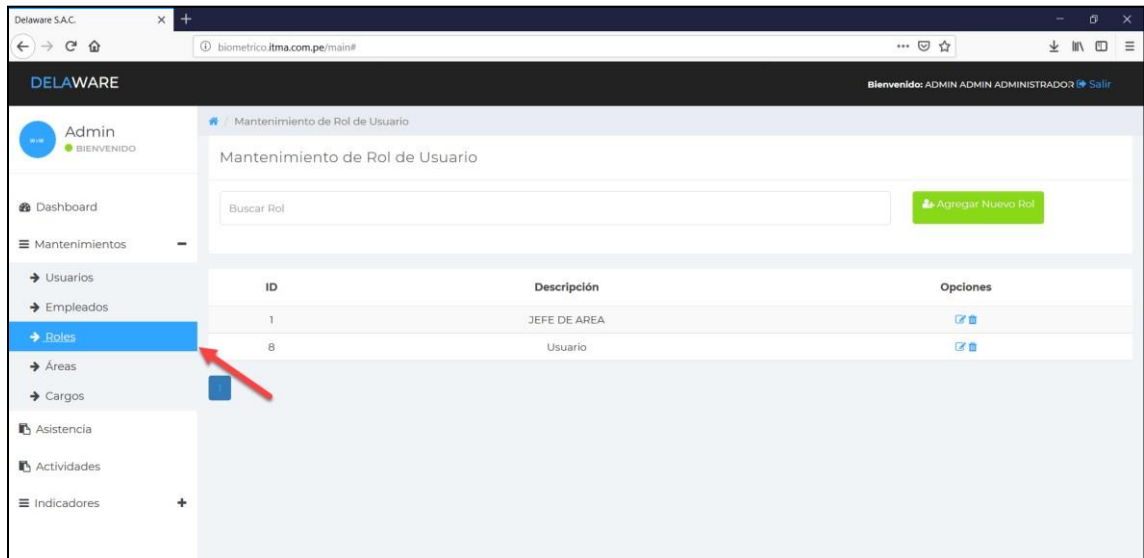 Delaware S.A.C.
biometrico.itma.com.pe/main#
DELAWARE
Bienvenido: ADMIN ADMIN ADMINISTRADOR Salir
Admin
BIENVENIDO
/ Mantenimiento de Rol de Usuario
Mantenimiento de Rol de Usuario
Buscar Rol
Agregar Nuevo Rol
Dashboard
Mantenimientos
Usuarios
Empleados
Roles
Áreas
Cargos
Asistencia
Actividades
Indicadores
ID Descripción Opciones
1 JEFE DE AREA
8 Usuario
1